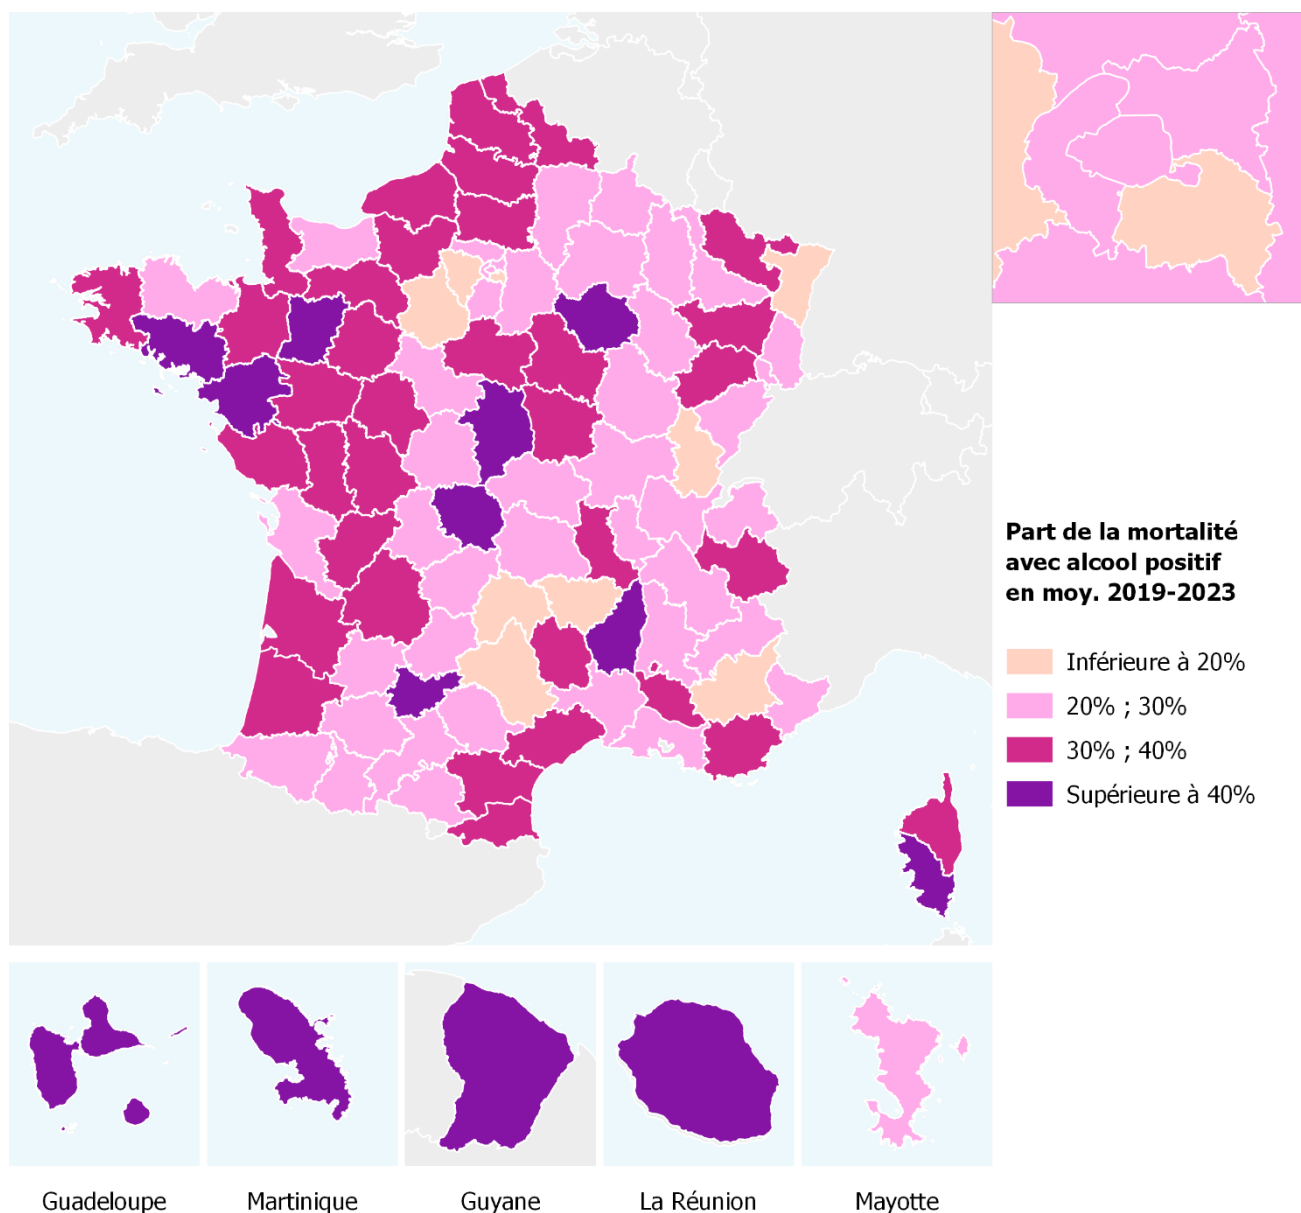 Part de la mortalité
avec alcool positif
en moy. 2019-2023
Inférieure à 20%
20% ; 30%
30% ; 40%
Supérieure à 40%
Guadeloupe
Martinique
Guyane
La Réunion
Mayotte